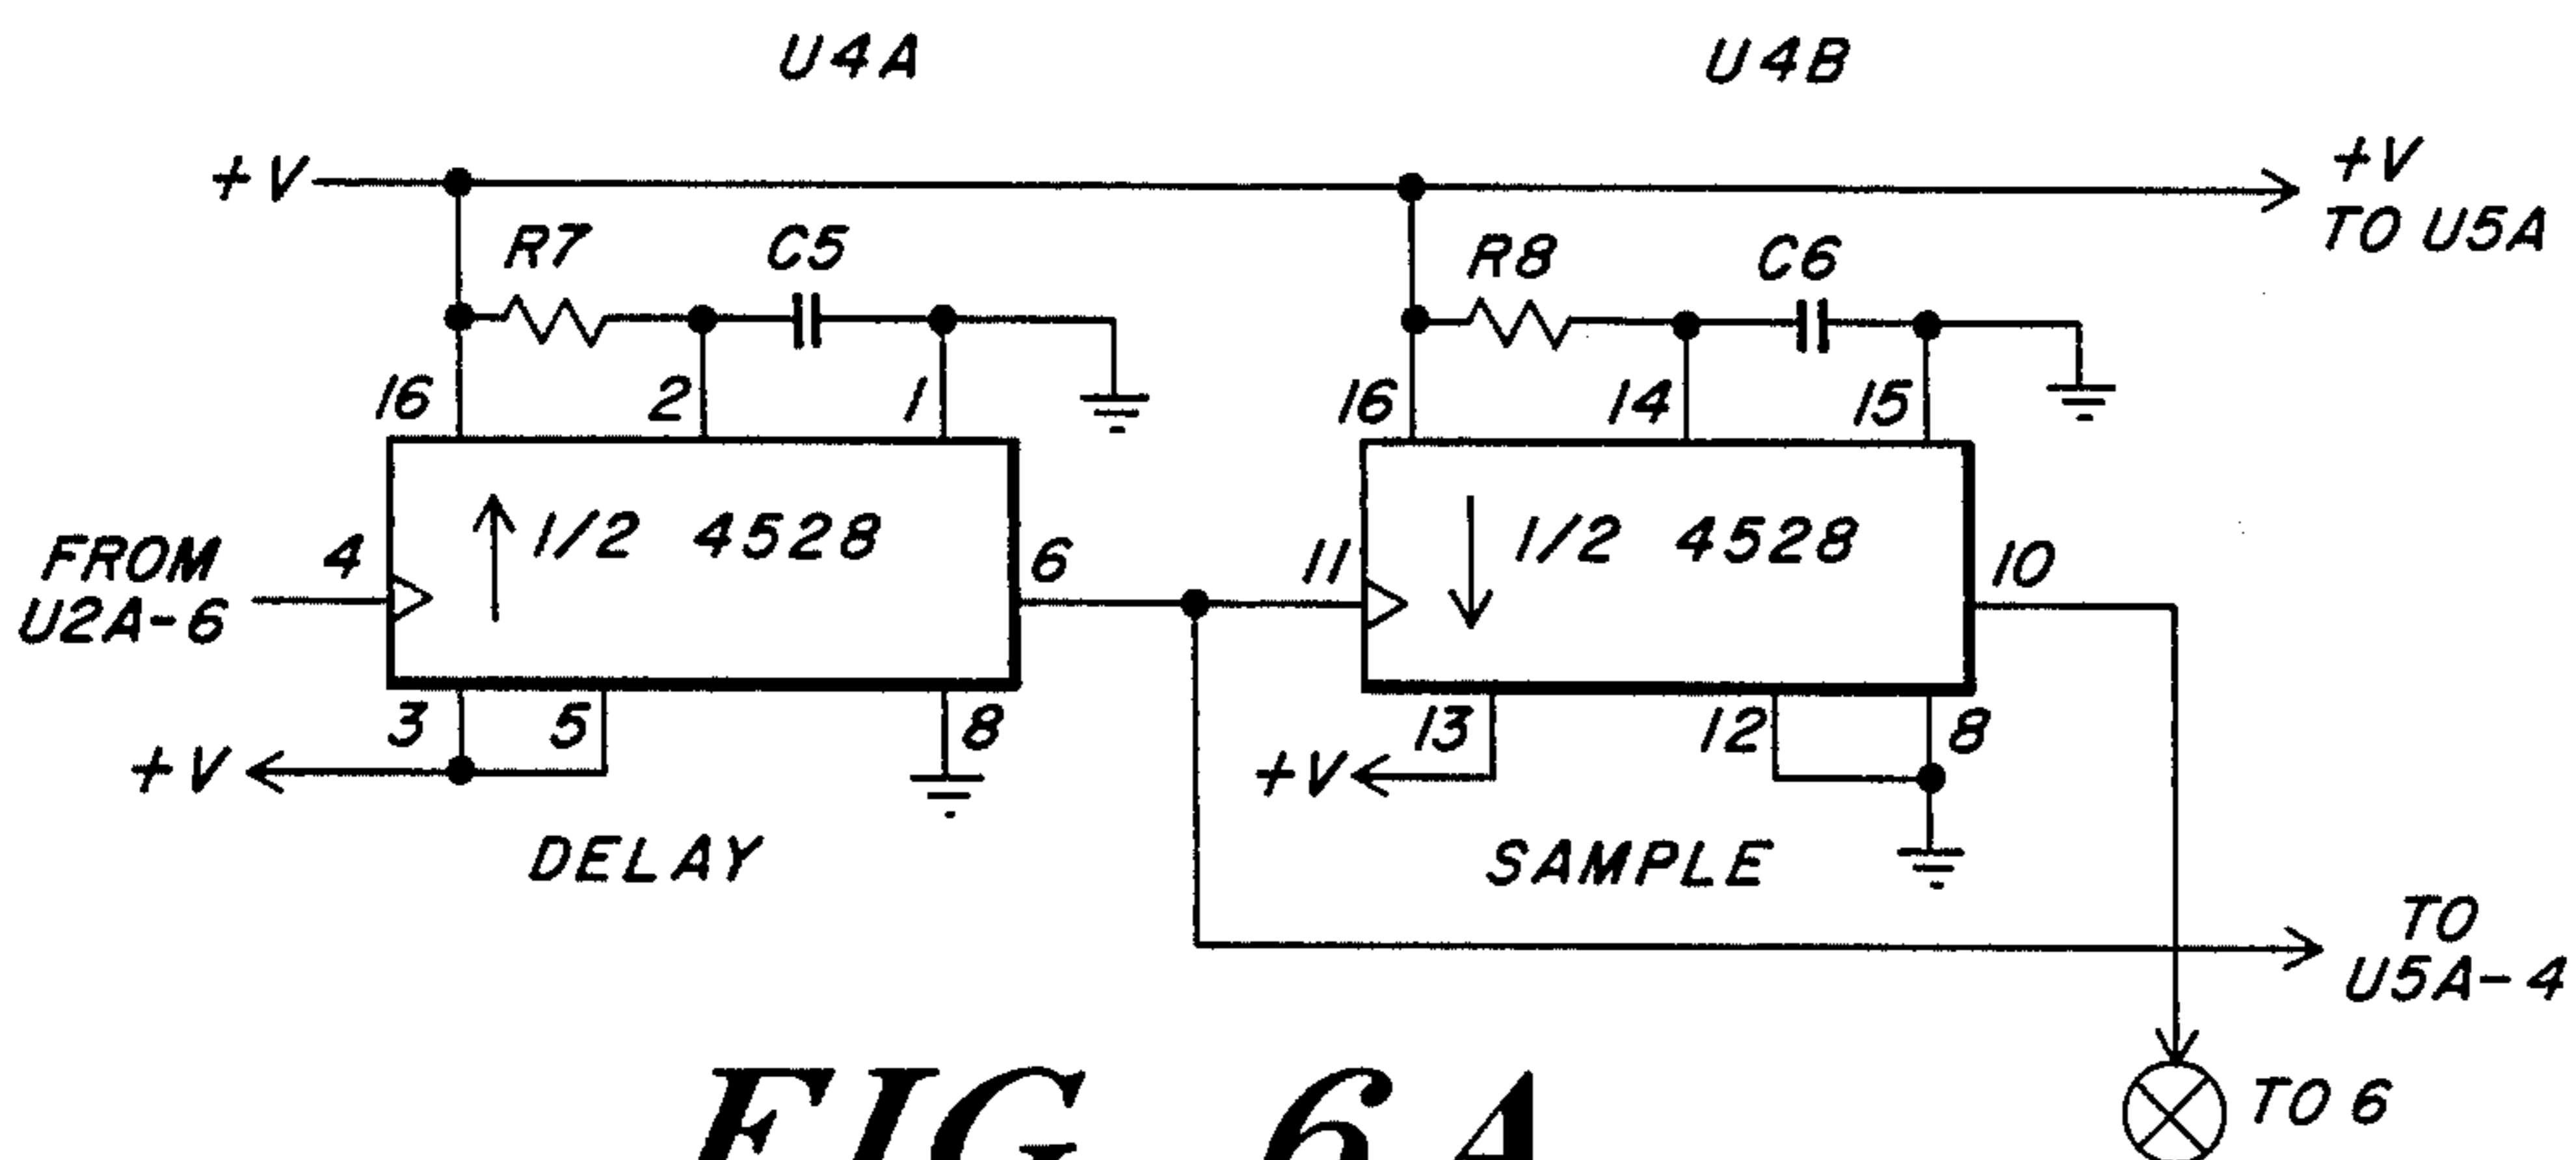 U4A
U4B
+V
+V
TO U5A
R7
C5
R8
C6
16
2
1
16
14
15
FROM
U2A-6
4
1/2 4528
6
11
1/2 4528
10
3
5
8
13
12
8
+V
+V
DELAY
SAMPLE
TO
U5A-4
TO 6
FIG. 6A